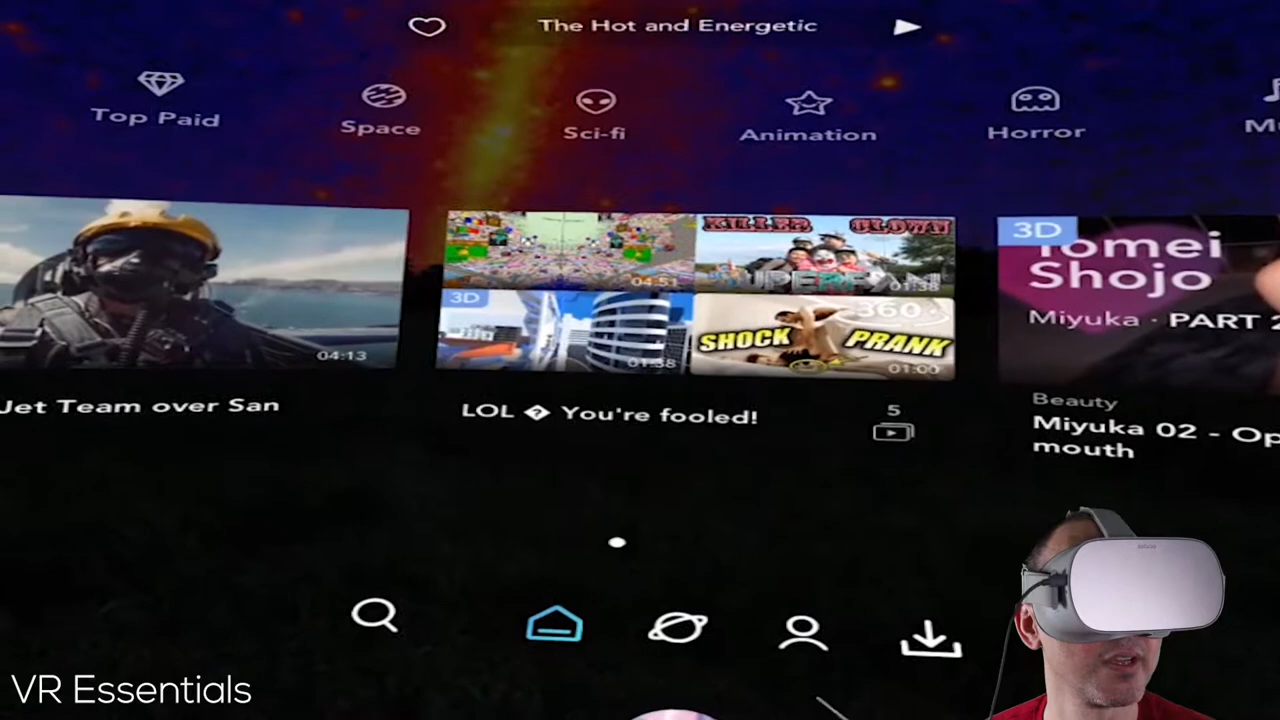 The Hot and Energetic
Top Paid
Space
Sci-fi
Animation
Horror
04:13
04:51
KILLER CLOWN
01:38
3D
01:38
360
SHOCK PRANK
01:00
3D
Tomei
Shojo
Miyuka · PART 2
Jet Team over San
LOL � You're fooled!
5
Beauty
Miyuka 02 - Op
mouth
VR Essentials